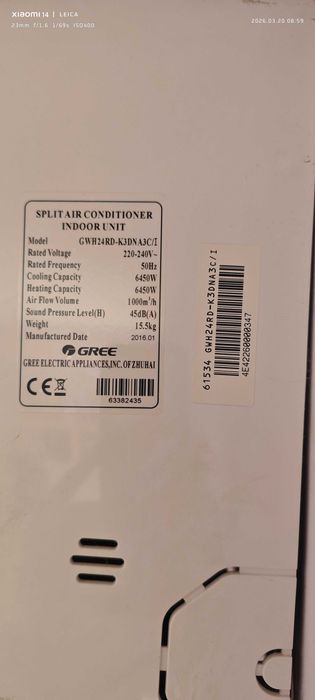 xiaomi 14 | LEICA
23mm f/1.6 1/69s ISO400
2026.03.20 08:59
SPLIT AIR CONDITIONER
INDOOR UNIT
Model GWH24RD-K3DNA3C/I
Rated Voltage 220-240V~
Rated Frequency 50Hz
Cooling Capacity 6450W
Heating Capacity 6450W
Air Flow Volume 1000m³/h
Sound Pressure Level(H) 45dB(A)
Weight 15.5kg
Manufactured Date 2016.01
GREE
GREE ELECTRIC APPLIANCES,INC. OF ZHUHAI
CE
63382435
61534 GWH24RD-K3DNA3C/I
4E42260000347